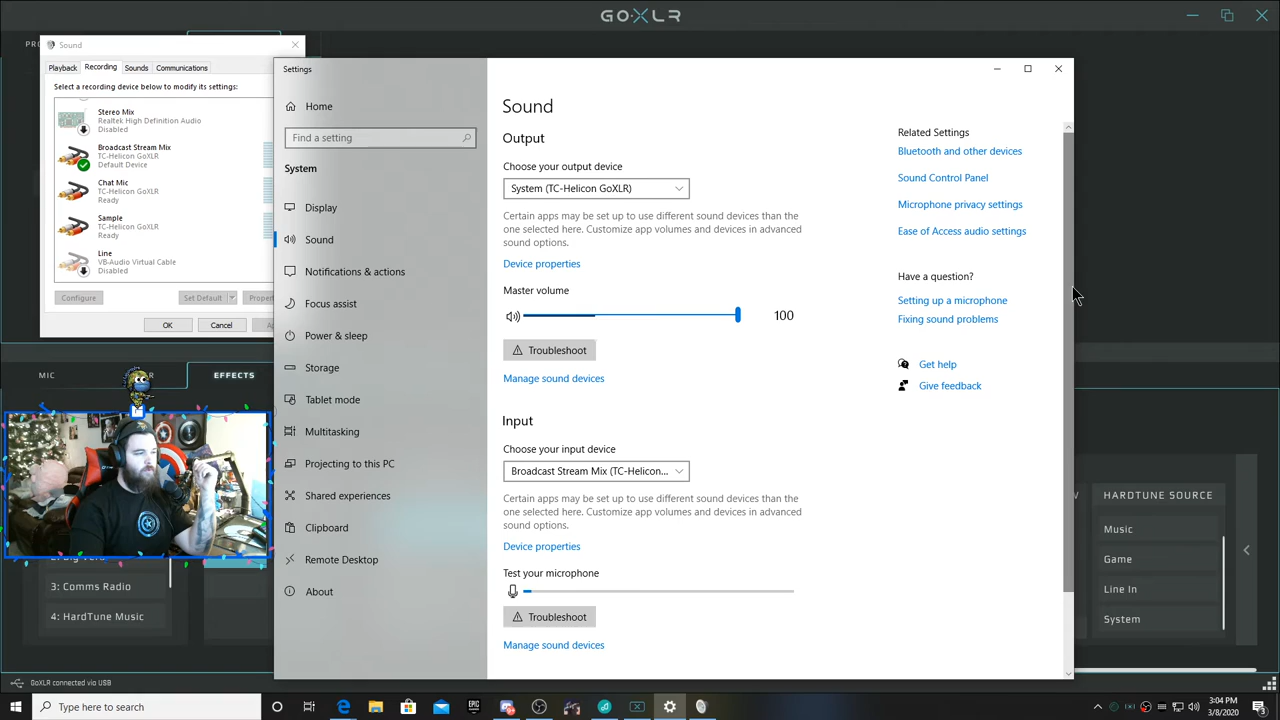 GO XLR
Sound
Playback
Recording
Sounds
Communications
Select a recording device below to modify its settings:
Stereo Mix
Realtek High Definition Audio
Disabled
Broadcast Stream Mix
TC-Helicon GoXLR
Default Device
Chat Mic
TC-Helicon GoXLR
Ready
Sample
TC-Helicon GoXLR
Ready
Line
VB-Audio Virtual Cable
Disabled
Configure
Set Default
OK
Cancel
MIC
EFFECTS
3: Comms Radio
4: HardTune Music
GoXLR connected via USB
Settings
Home
Find a setting
System
Display
Sound
Notifications & actions
Focus assist
Power & sleep
Storage
Tablet mode
Multitasking
Projecting to this PC
Shared experiences
Clipboard
Remote Desktop
About
Sound
Output
Choose your output device
System (TC-Helicon GoXLR)
Certain apps may be set up to use different sound devices than the
one selected here. Customize app volumes and devices in advanced
sound options.
Device properties
Master volume
100
Troubleshoot
Manage sound devices
Input
Choose your input device
Broadcast Stream Mix (TC-Helicon...
Certain apps may be set up to use different sound devices than the
one selected here. Customize app volumes and devices in advanced
sound options.
Device properties
Test your microphone
Troubleshoot
Manage sound devices
Related Settings
Bluetooth and other devices
Sound Control Panel
Microphone privacy settings
Ease of Access audio settings
Have a question?
Setting up a microphone
Fixing sound problems
Get help
Give feedback
HARDTUNE SOURCE
Music
Game
Line In
System
Type here to search
EPIC
3:04 PM
3/8/2020